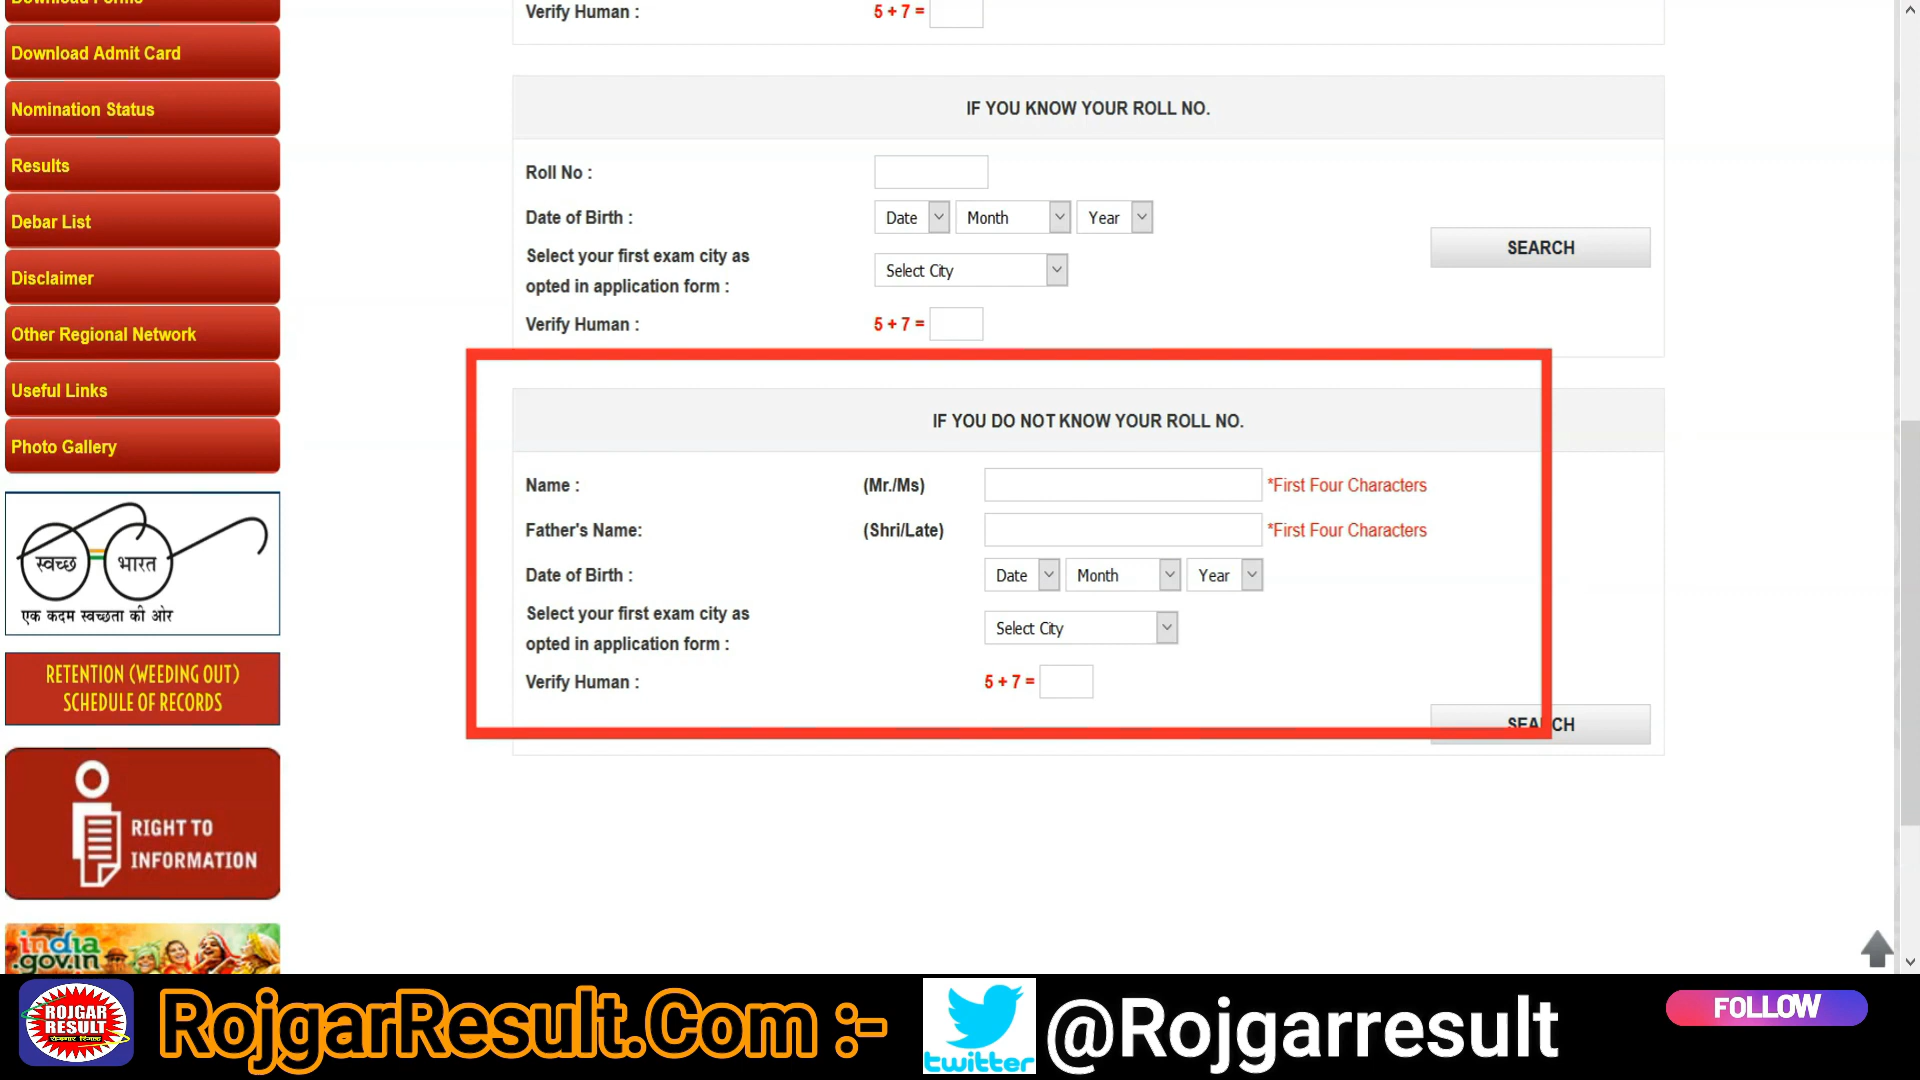 Download Forms
Download Admit Card
Nomination Status
Results
Debar List
Disclaimer
Other Regional Network
Useful Links
Photo Gallery
स्वच्छ भारत
एक कदम स्वच्छता की ओर
RETENTION (WEEDING OUT)
SCHEDULE OF RECORDS
RIGHT TO
INFORMATION
india
.gov.in
Verify Human : 5 + 7 =
IF YOU KNOW YOUR ROLL NO.
Roll No :
Date of Birth : Date Month Year
Select your first exam city as
opted in application form : Select City
SEARCH
Verify Human : 5 + 7 =
IF YOU DO NOT KNOW YOUR ROLL NO.
Name : (Mr./Ms) *First Four Characters
Father's Name: (Shri/Late) *First Four Characters
Date of Birth : Date Month Year
Select your first exam city as
opted in application form : Select City
Verify Human : 5 + 7 =
SEARCH
ROJGAR
RESULT
रोजगार रिजल्ट
RojgarResult.Com :-
twitter
@Rojgarresult
FOLLOW